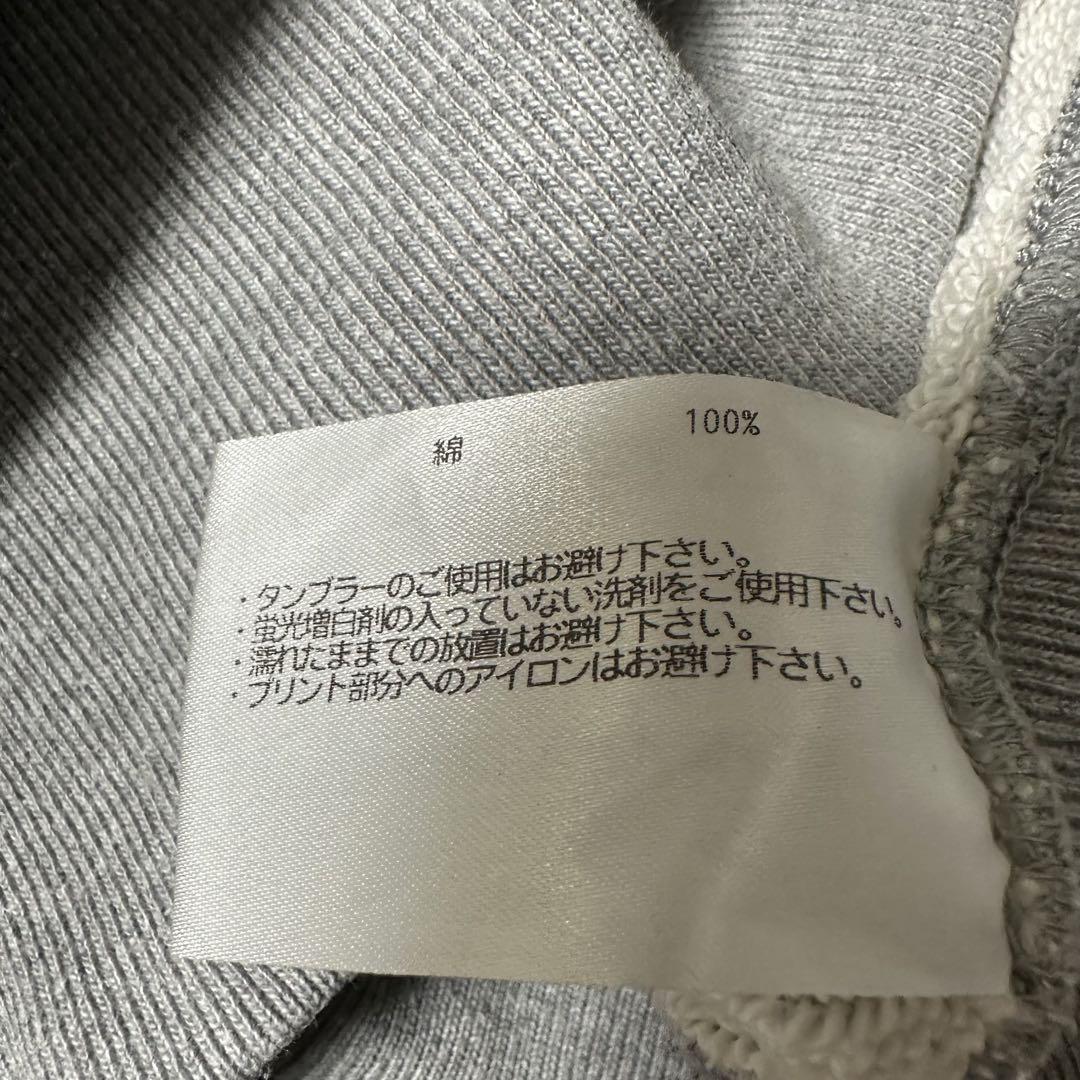 綿 100%
・タンブラーのご使用はお避け下さい。
・蛍光増白剤の入っていない洗剤をご使用下さい。
・濡れたままでの放置はお避け下さい。
・プリント部分へのアイロンはお避け下さい。